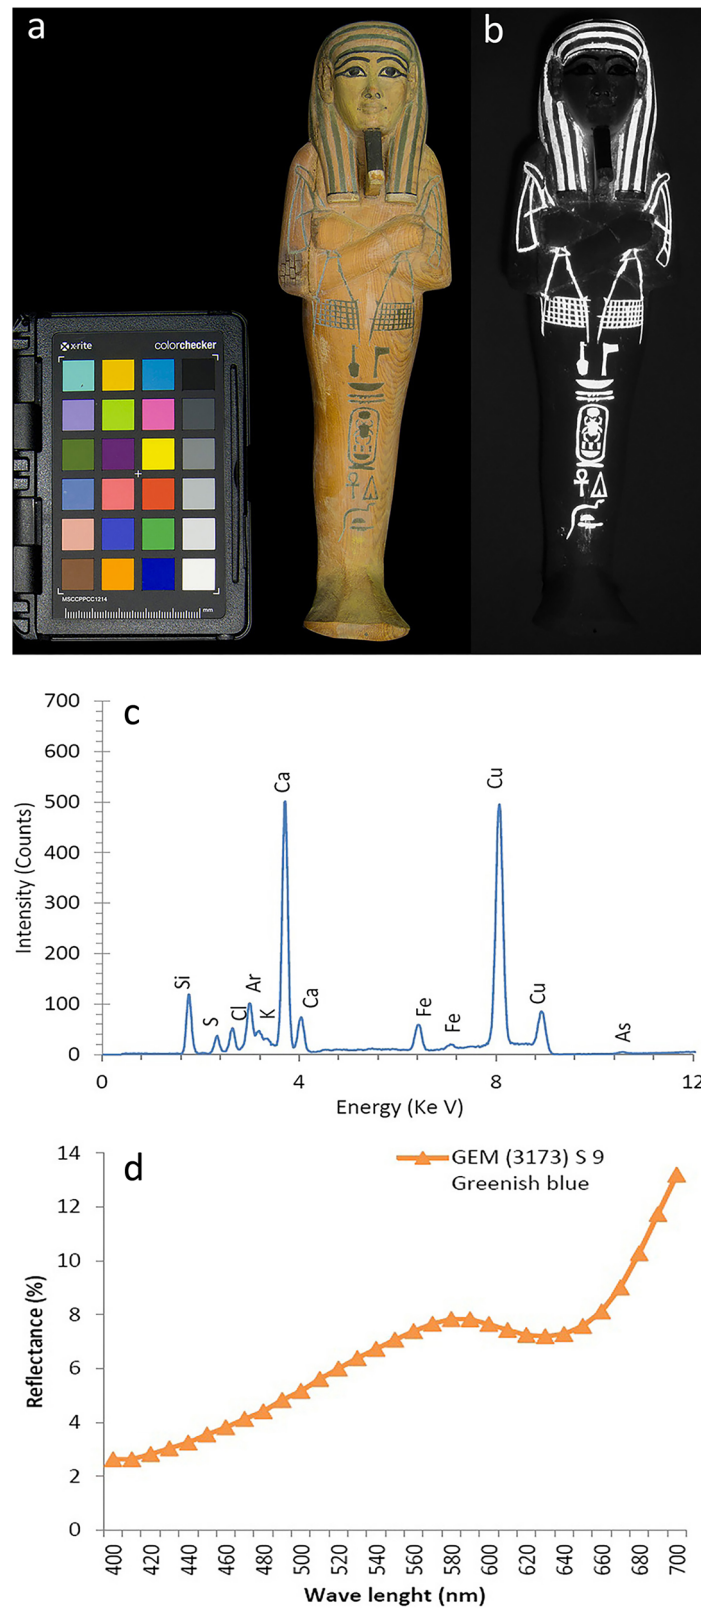 a
b
x-rite colorchecker
MSCCPPCC1214
mm
c
700
600
500
400
300
200
100
0
Intensity (Counts)
Si
S
Cl
Ar
K
Ca
Ca
Fe
Fe
Cu
Cu
As
0 4 8 12
Energy (Ke V)
d
GEM (3173) S 9
Greenish blue
14
12
10
8
6
4
2
0
Reflectance (%)
400 420 440 460 480 500 520 540 560 580 600 620 640 660 680 700
Wave lenght (nm)